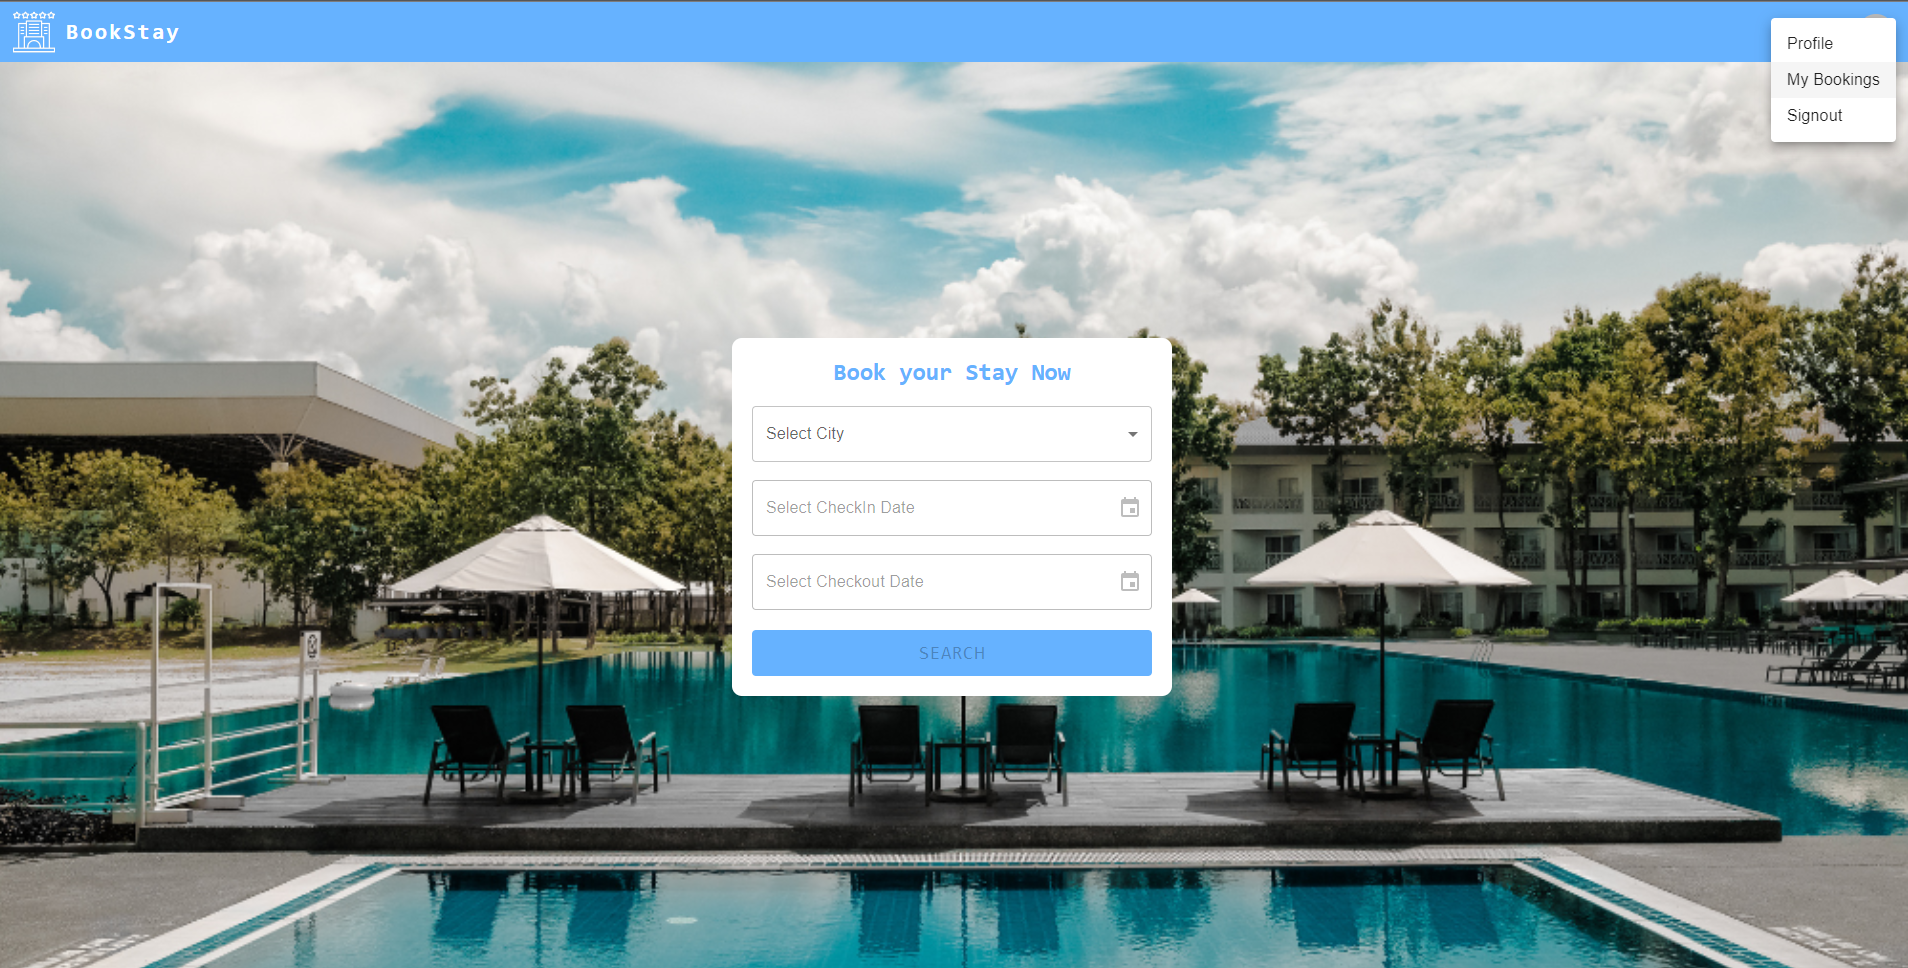 BookStay
Profile
My Bookings
Signout
Book your Stay Now
Select City
Select CheckIn Date
Select Checkout Date
SEARCH